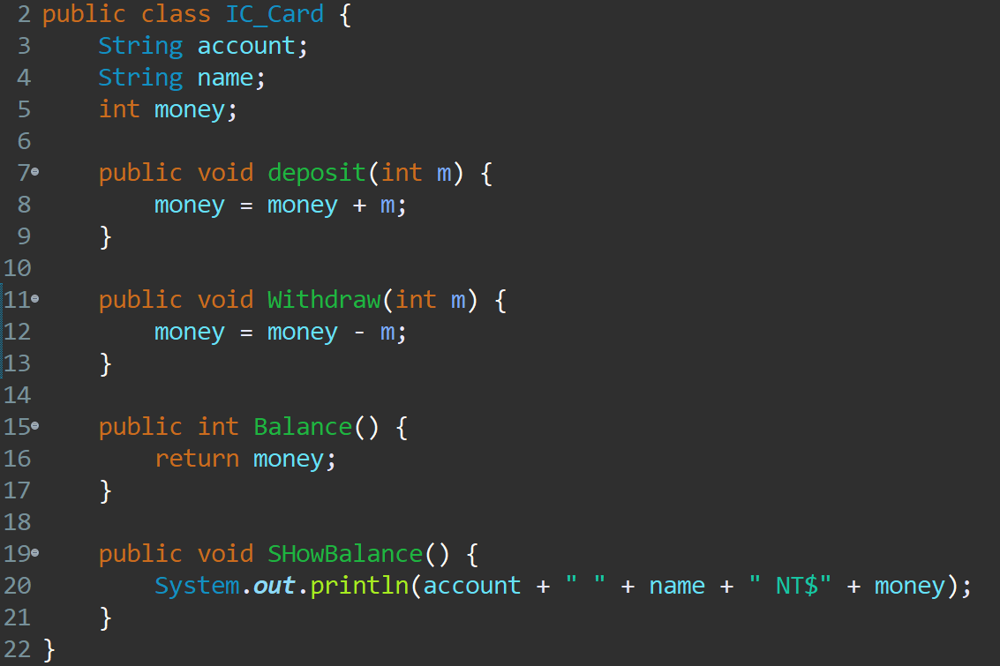 2 public class IC_Card {
3     String account;
4     String name;
5     int money;
6
7     public void deposit(int m) {
8         money = money + m;
9     }
10
11     public void Withdraw(int m) {
12         money = money - m;
13     }
14
15     public int Balance() {
16         return money;
17     }
18
19     public void SHowBalance() {
20         System.out.println(account + " " + name + " NT$" + money);
21     }
22 }